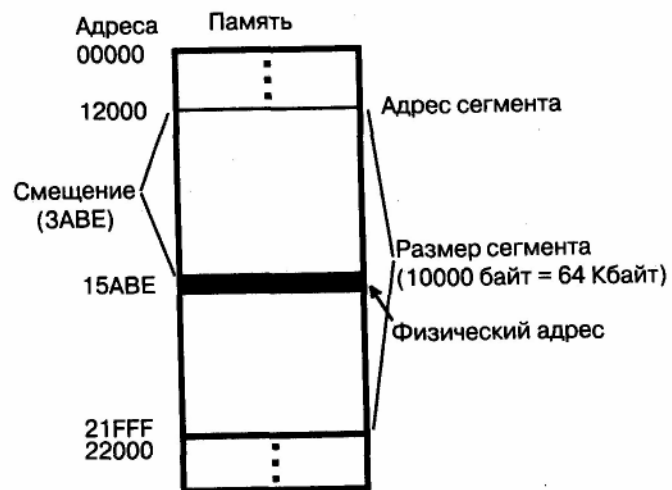 Адреса Память
00000
12000
Адрес сегмента
Смещение
(3ABE)
Размер сегмента
(10000 байт = 64 Кбайт)
15ABE
Физический адрес
21FFF
22000